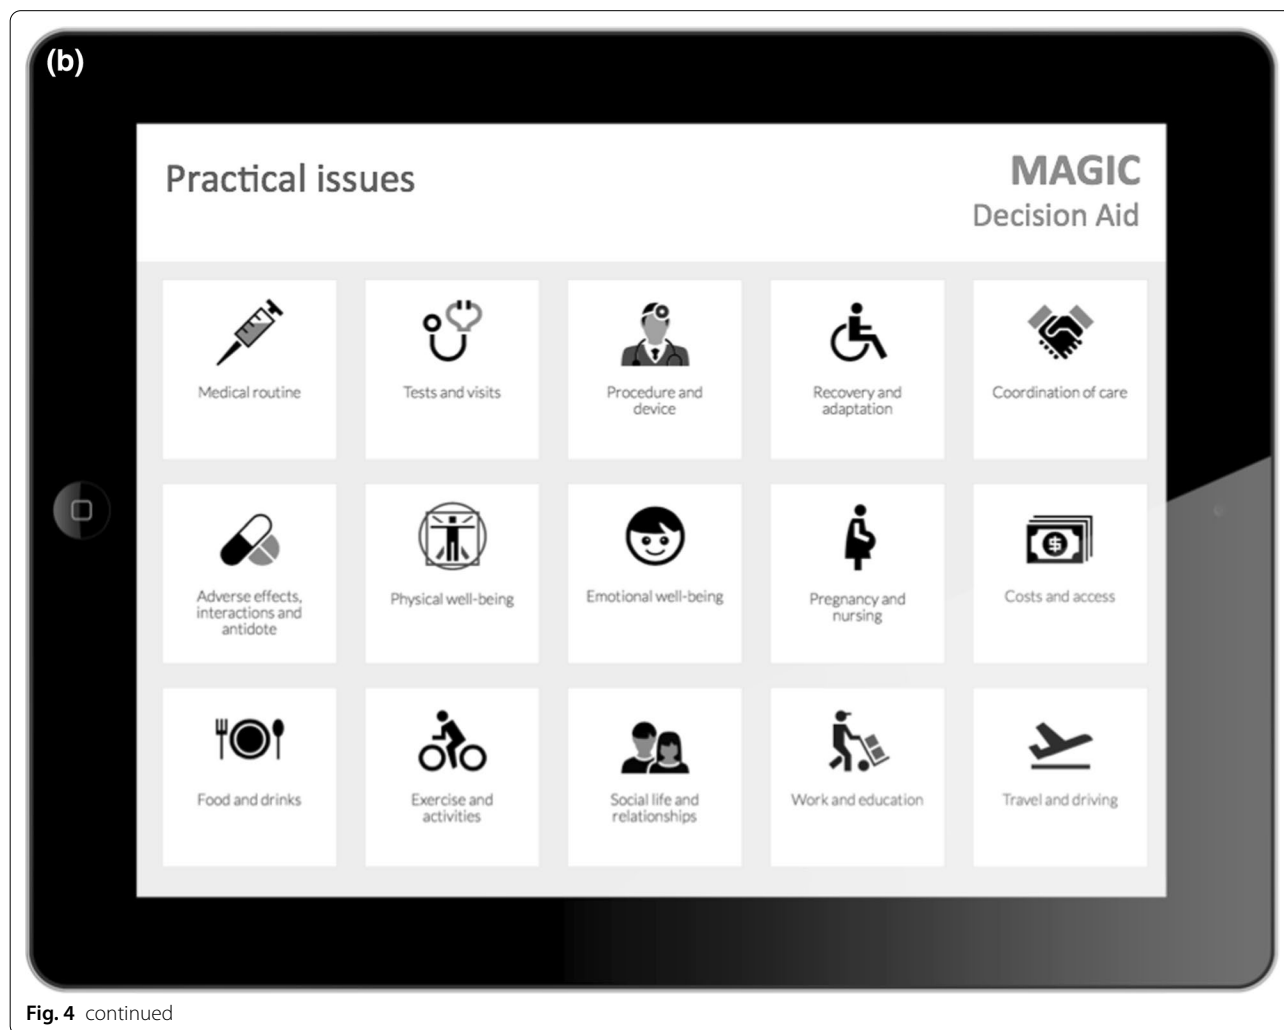 (b)
Practical issues
MAGIC
Decision Aid
Medical routine
Tests and visits
Procedure and
device
Recovery and
adaptation
Coordination of care
Adverse effects,
interactions and
antidote
Physical well-being
Emotional well-being
Pregnancy and
nursing
Costs and access
Food and drinks
Exercise and
activities
Social life and
relationships
Work and education
Travel and driving
Fig. 4 continued